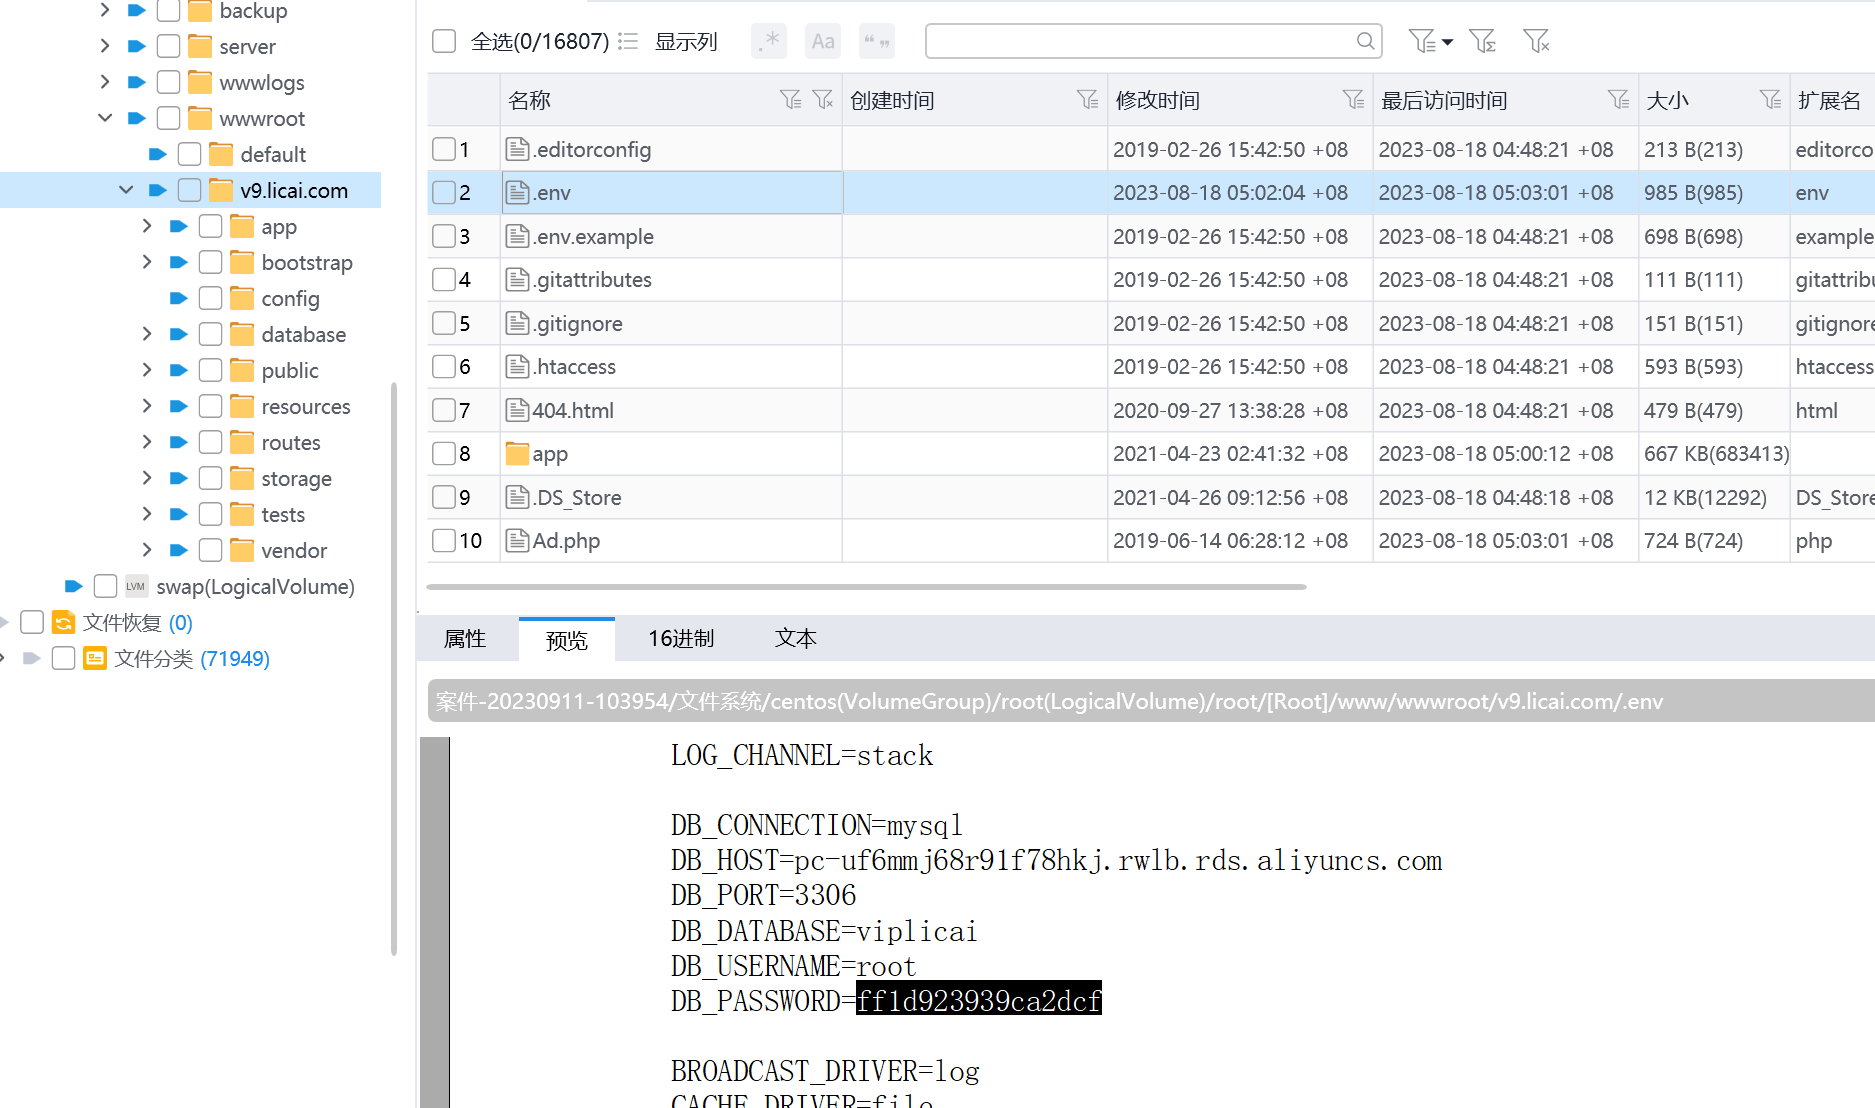 backup
server
wwwlogs
wwwroot
default
v9.licai.com
app
bootstrap
config
database
public
resources
routes
storage
tests
vendor
LVM swap(LogicalVolume)
文件恢复 (0)
文件分类 (71949)
全选(0/16807) 显示列 .* Aa “ ”
名称 创建时间 修改时间 最后访问时间 大小 扩展名
1 .editorconfig 2019-02-26 15:42:50 +08 2023-08-18 04:48:21 +08 213 B(213) editorco
2 .env 2023-08-18 05:02:04 +08 2023-08-18 05:03:01 +08 985 B(985) env
3 .env.example 2019-02-26 15:42:50 +08 2023-08-18 04:48:21 +08 698 B(698) example
4 .gitattributes 2019-02-26 15:42:50 +08 2023-08-18 04:48:21 +08 111 B(111) gitattribu
5 .gitignore 2019-02-26 15:42:50 +08 2023-08-18 04:48:21 +08 151 B(151) gitignore
6 .htaccess 2019-02-26 15:42:50 +08 2023-08-18 04:48:21 +08 593 B(593) htaccess
7 404.html 2020-09-27 13:38:28 +08 2023-08-18 04:48:21 +08 479 B(479) html
8 app 2021-04-23 02:41:32 +08 2023-08-18 05:00:12 +08 667 KB(683413)
9 .DS_Store 2021-04-26 09:12:56 +08 2023-08-18 04:48:18 +08 12 KB(12292) DS_Store
10 Ad.php 2019-06-14 06:28:12 +08 2023-08-18 05:03:01 +08 724 B(724) php
属性 预览 16进制 文本
案件-20230911-103954/文件系统/centos(VolumeGroup)/root(LogicalVolume)/root/[Root]/www/wwwroot/v9.licai.com/.env
LOG_CHANNEL=stack
DB_CONNECTION=mysql
DB_HOST=pc-uf6mmj68r91f78hkj.rwlb.rds.aliyuncs.com
DB_PORT=3306
DB_DATABASE=viplicai
DB_USERNAME=root
DB_PASSWORD=ff1d923939ca2dcf
BROADCAST_DRIVER=log
CACHE_DRIVER=file